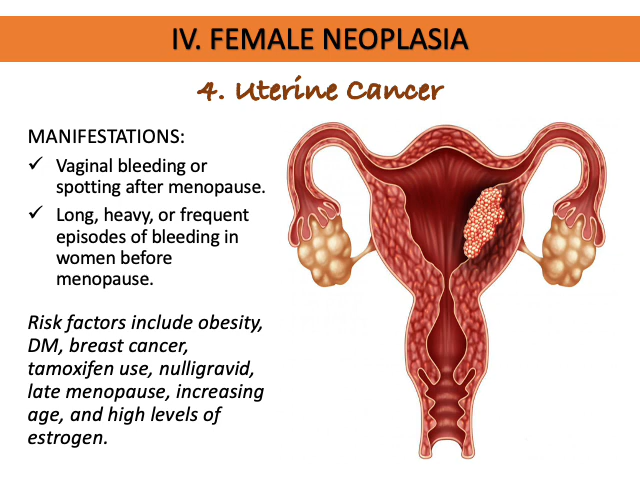 IV. FEMALE NEOPLASIA
4. Uterine Cancer
MANIFESTATIONS:
✓ Vaginal bleeding or
spotting after menopause.
✓ Long, heavy, or frequent
episodes of bleeding in
women before
menopause.
Risk factors include obesity,
DM, breast cancer,
tamoxifen use, nulligravid,
late menopause, increasing
age, and high levels of
estrogen.